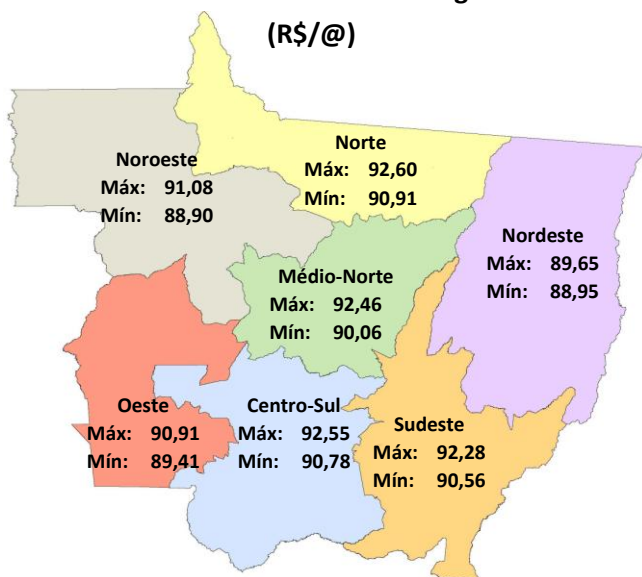 (R$/@)
Norte
Máx: 92,60
Mín: 90,91
Noroeste
Máx: 91,08
Mín: 88,90
Nordeste
Máx: 89,65
Mín: 88,95
Médio-Norte
Máx: 92,46
Mín: 90,06
Oeste
Máx: 90,91
Mín: 89,41
Centro-Sul
Máx: 92,55
Mín: 90,78
Sudeste
Máx: 92,28
Mín: 90,56